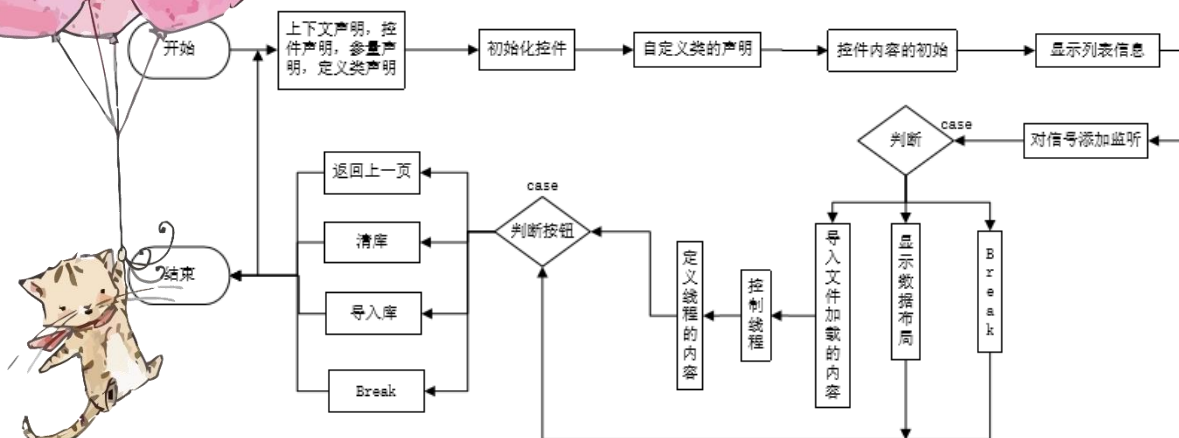 开始
上下文声明，控
件声明，参量声
明，定义类声明
初始化控件
自定义类的声明
控件内容的初始
显示列表信息
对信号添加监听
case
判断
导入文件加载的内容
显示数据布局
Break
控制线程
定义线程的内容
case
判断按钮
返回上一页
清库
导入库
Break
结束